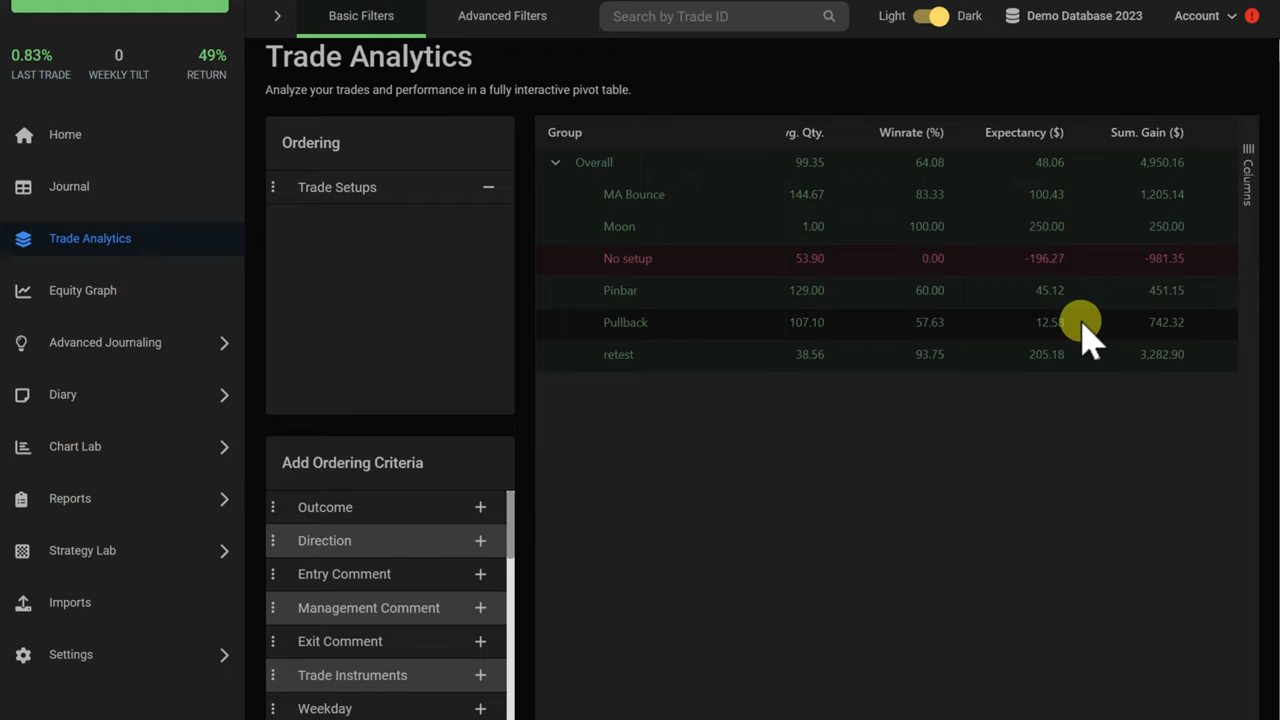 Basic Filters
Advanced Filters
Search by Trade ID
Light
Dark
Demo Database 2023
Account
!
0.83%
0
49%
LAST TRADE
WEEKLY TILT
RETURN
Home
Journal
Trade Analytics
Equity Graph
Advanced Journaling
Diary
Chart Lab
Reports
Strategy Lab
Imports
Settings
Trade Analytics
Analyze your trades and performance in a fully interactive pivot table.
Ordering
Trade Setups
Add Ordering Criteria
Outcome
Direction
Entry Comment
Management Comment
Exit Comment
Trade Instruments
Weekday
Group vg. Qty. Winrate (%) Expectancy ($) Sum. Gain ($)
Overall 99.35 64.08 48.06 4,950.16
MA Bounce 144.67 83.33 100.43 1,205.14
Moon 1.00 100.00 250.00 250.00
No setup 53.90 0.00 -196.27 -981.35
Pinbar 129.00 60.00 45.12 451.15
Pullback 107.10 57.63 12.58 742.32
retest 38.56 93.75 205.18 3,282.90
Columns